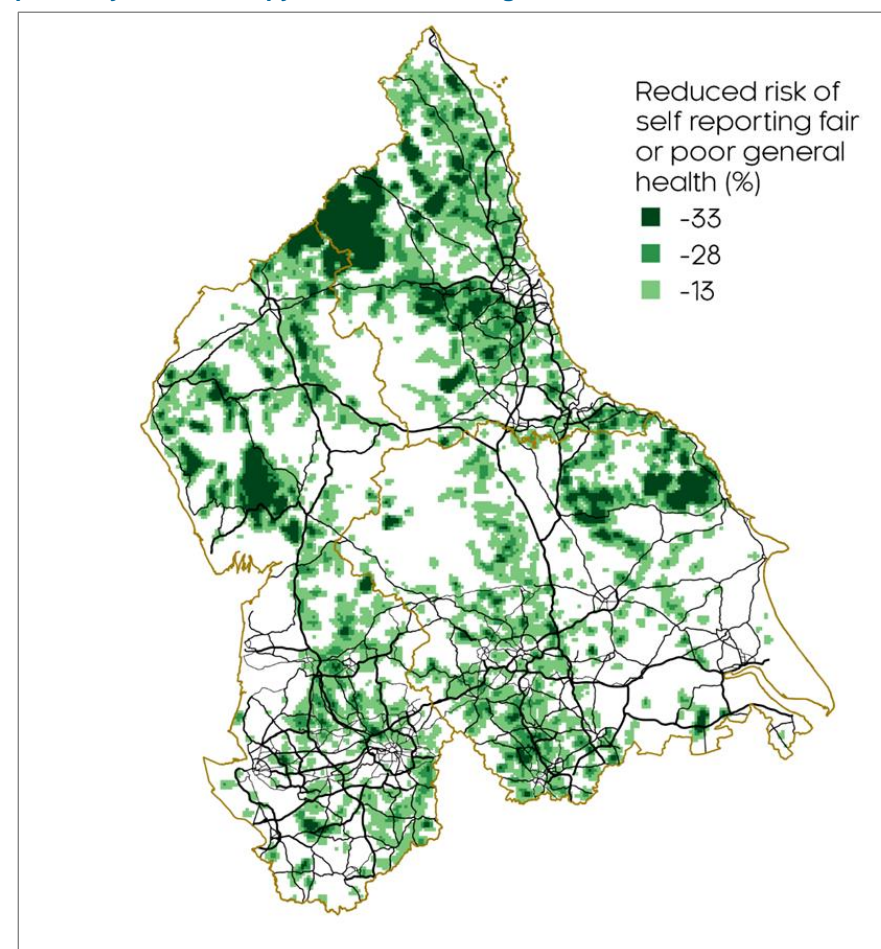 Reduced risk of
self reporting fair
or poor general
health (%)
-33
-28
-13